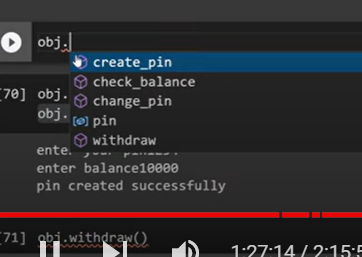 obj.
create_pin
check_balance
[70] obj.
change_pin
obj.
pin
withdraw
enter your pin1234
enter balance10000
pin created successfully
[71] obj.withdraw()
1:27:14 / 2:15:5